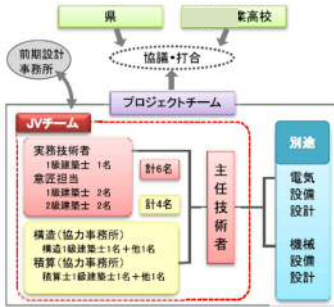 県
業高校
前期設計
事務所
協議・打合
プロジェクトチーム
JVチーム
実務技術者
1級建築士 1名
意匠担当
1級建築士 2名
2級建築士 2名
計6名
計4名
構造(協力事務所)
構造1級建築士1名+他1名
積算(協力事務所)
積算士1級建築士1名+他1名
主任技術者
別途
電気
設備
設計
機械
設備
設計